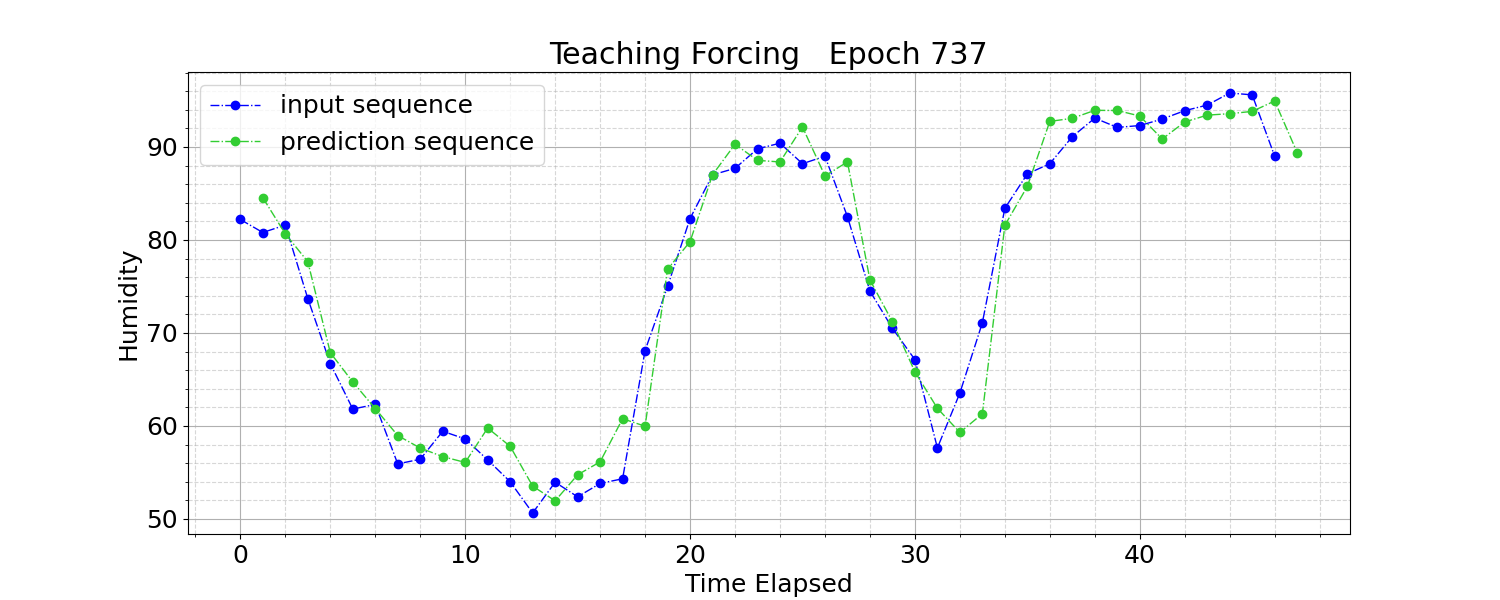 Teaching Forcing   Epoch 737
input sequence
prediction sequence
Humidity
90
80
70
60
50
0 10 20 30 40
Time Elapsed